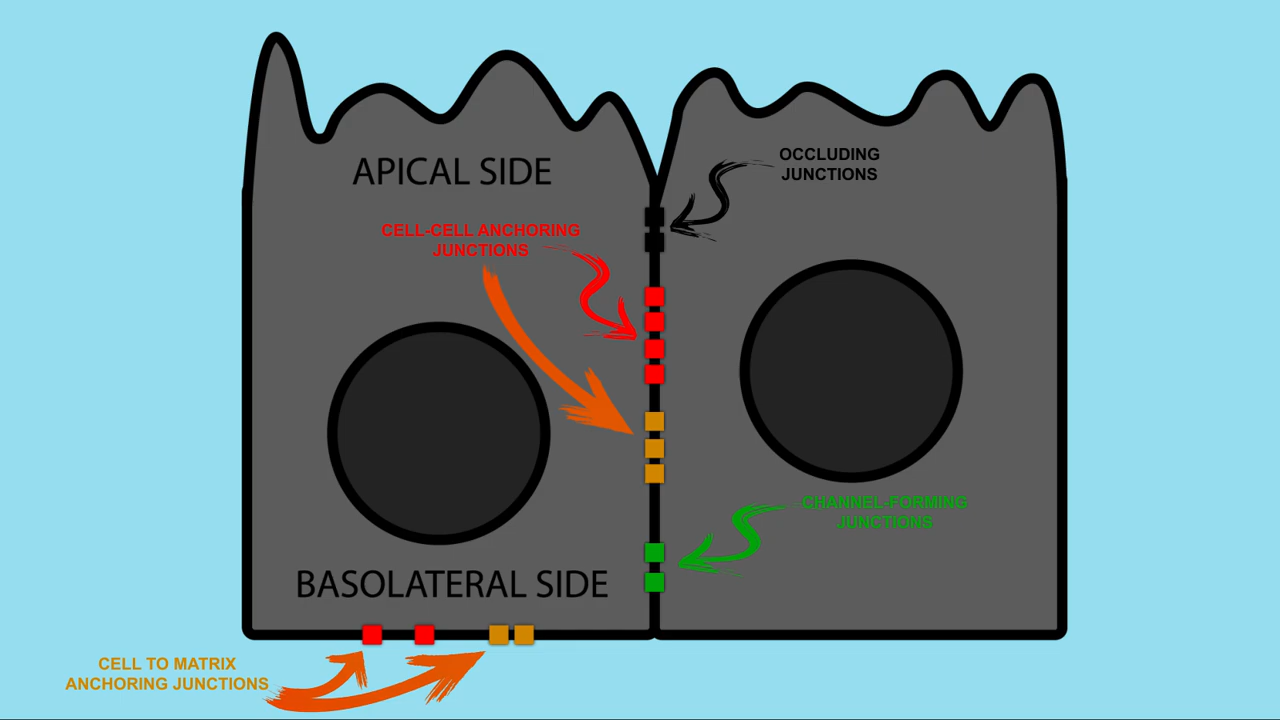 OCCLUDING
JUNCTIONS
APICAL SIDE
CELL-CELL ANCHORING
JUNCTIONS
CHANNEL-FORMING
JUNCTIONS
BASOLATERAL SIDE
CELL TO MATRIX
ANCHORING JUNCTIONS